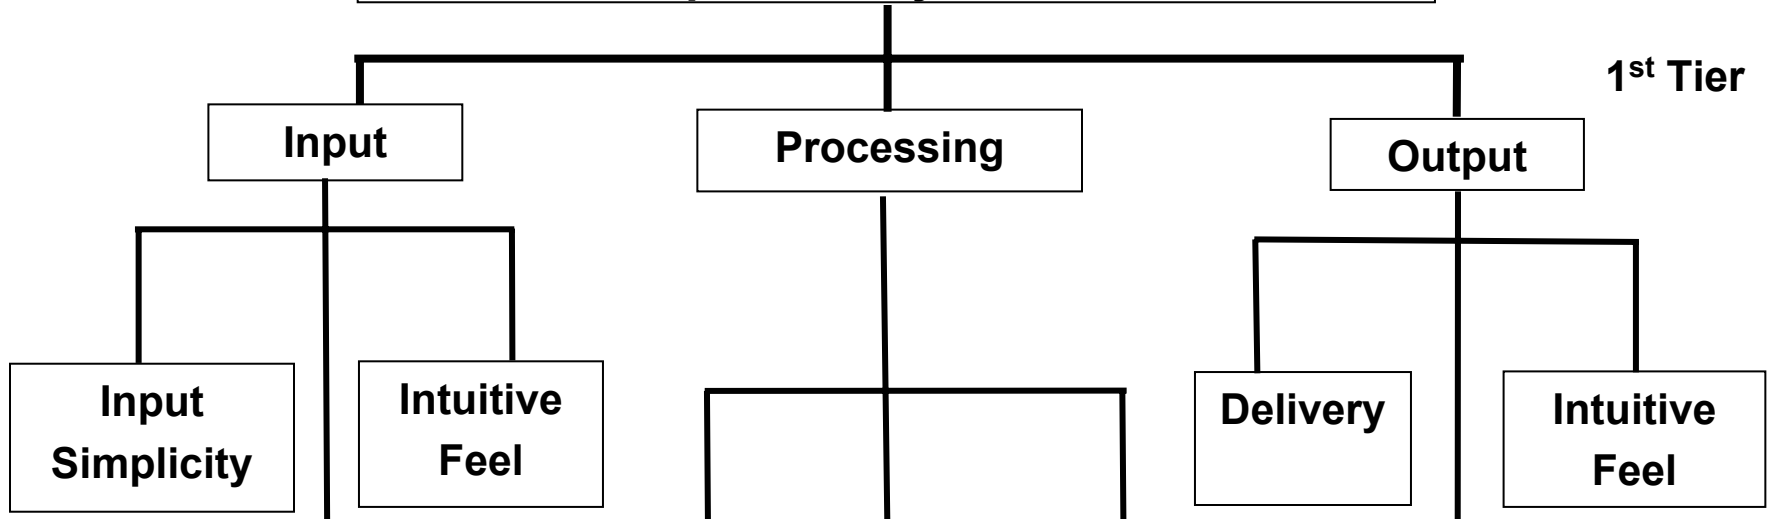 1st Tier
Input
Processing
Output
Input
Simplicity
Intuitive
Feel
Delivery
Intuitive
Feel